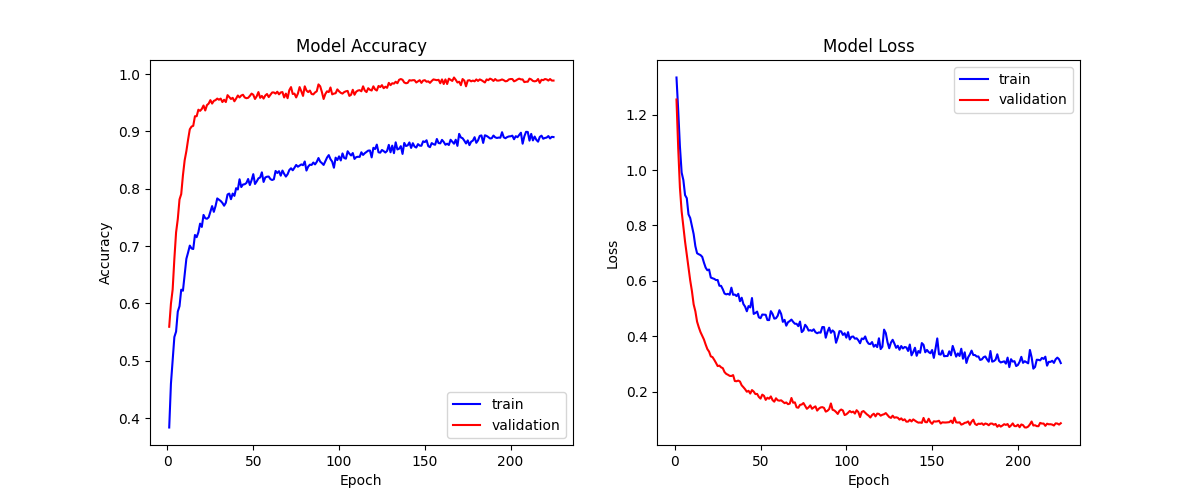 Model Accuracy
1.0
0.9
0.8
0.7
0.6
0.5
0.4
Accuracy
0 50 100 150 200
Epoch
train
validation
Model Loss
1.2
1.0
0.8
0.6
0.4
0.2
Loss
0 50 100 150 200
Epoch
train
validation